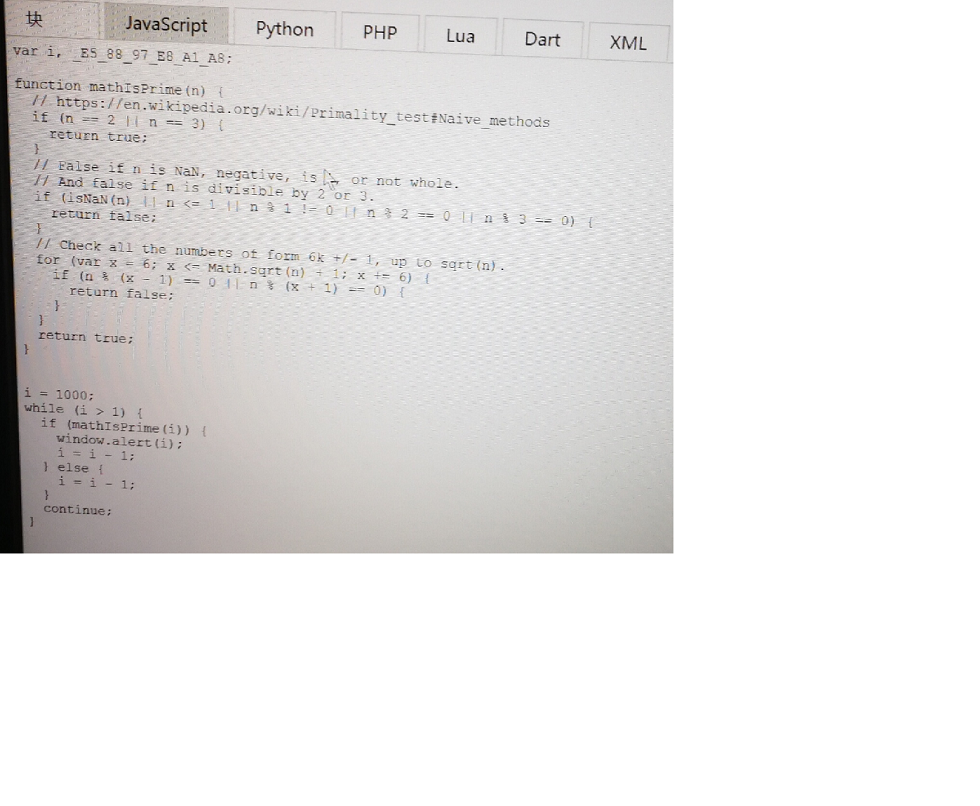 块 JavaScript Python PHP Lua Dart XML
var i, _E5_88_97_E8_A1_A8;
function mathIsPrime(n) {
// https://en.wikipedia.org/wiki/Primality_test#Naive_methods
if (n == 2 || n == 3) {
return true;
}
// False if n is NaN, negative, is or not whole.
// And false if n is divisible by 2 or 3.
if (isNaN(n) || n <= 1 || n % 1 != 0 || n % 2 == 0 || n % 3 == 0) {
return false;
}
// Check all the numbers of form 6k +/- 1, up to sqrt(n).
for (var x = 6; x <= Math.sqrt(n) + 1; x += 6) {
if (n % (x - 1) == 0 || n % (x + 1) == 0) {
return false;
}
}
return true;
}
i = 1000;
while (i > 1) {
if (mathIsPrime(i)) {
window.alert(i);
i = i - 1;
} else {
i = i - 1;
}
continue;
}